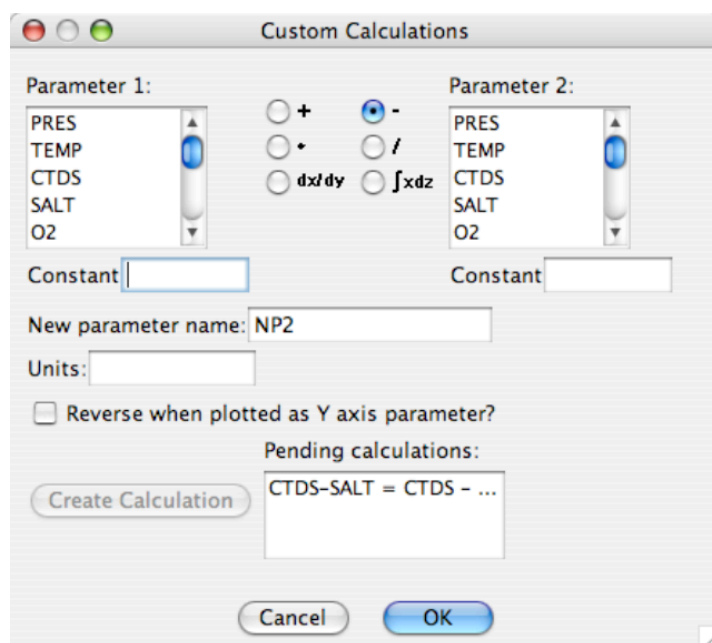 Custom Calculations
Parameter 1:
PRES
TEMP
CTDS
SALT
O2
+ -
• /
dx/dy ∫xdz
Parameter 2:
PRES
TEMP
CTDS
SALT
O2
Constant
Constant
New parameter name: NP2
Units:
Reverse when plotted as Y axis parameter?
Pending calculations:
Create Calculation
CTDS-SALT = CTDS - ...
Cancel OK